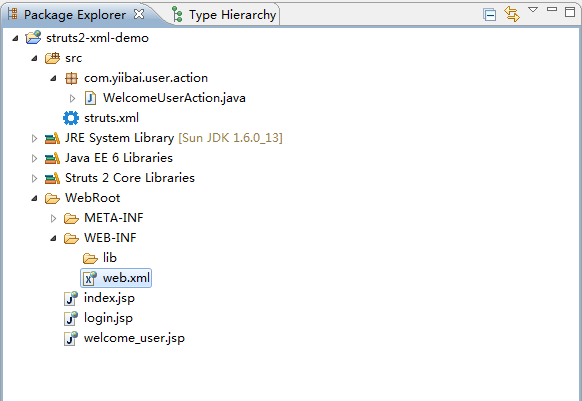 Package Explorer Type Hierarchy
struts2-xml-demo
src
com.yiibai.user.action
WelcomeUserAction.java
struts.xml
JRE System Library [Sun JDK 1.6.0_13]
Java EE 6 Libraries
Struts 2 Core Libraries
WebRoot
META-INF
WEB-INF
lib
web.xml
index.jsp
login.jsp
welcome_user.jsp